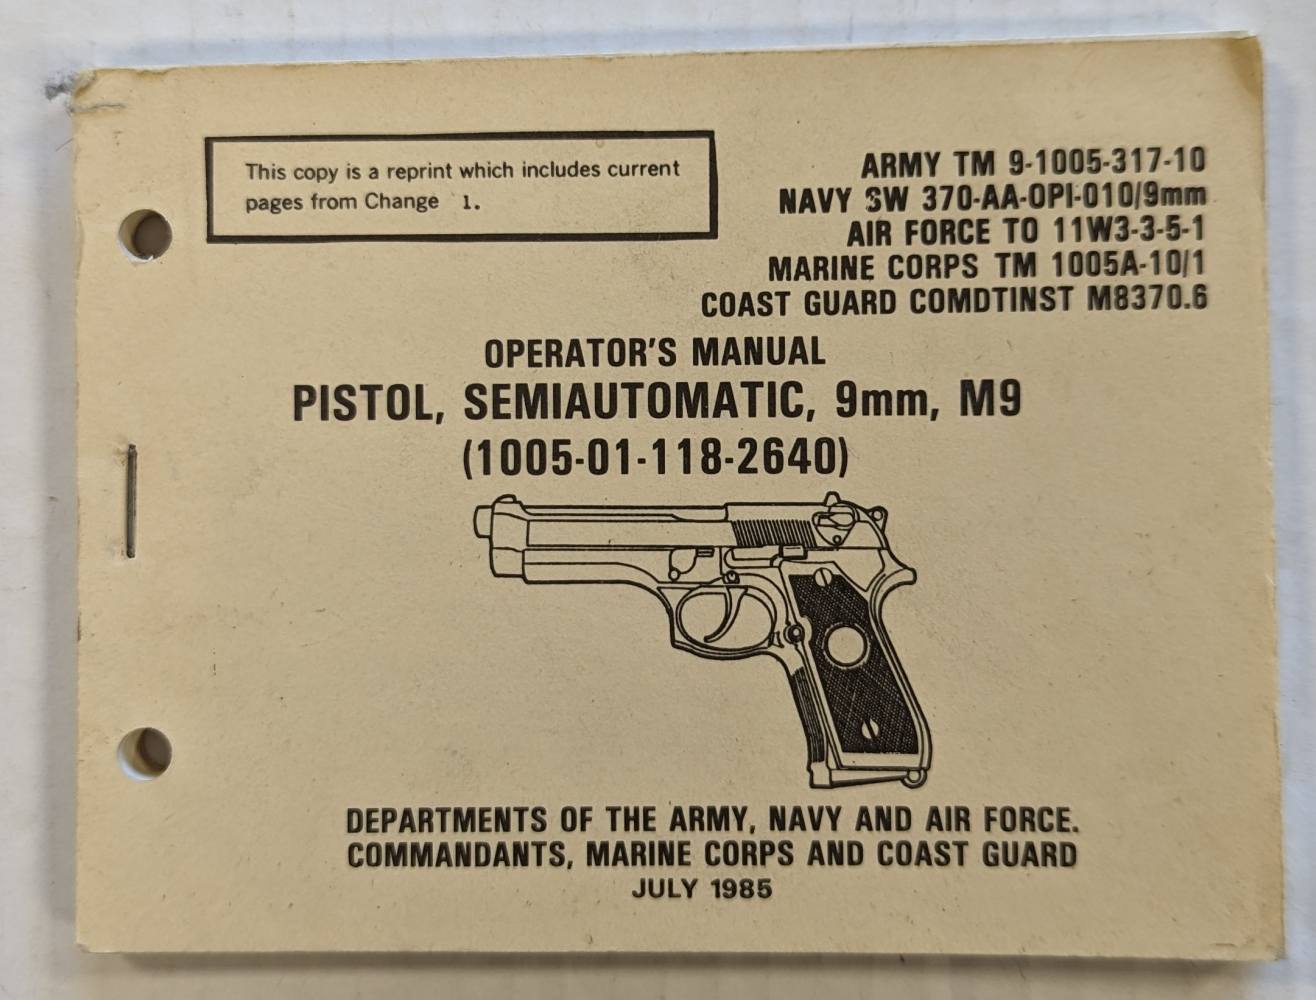 This copy is a reprint which includes current
pages from Change 1.
ARMY TM 9-1005-317-10
NAVY SW 370-AA-OPI-010/9mm
AIR FORCE TO 11W3-3-5-1
MARINE CORPS TM 1005A-10/1
COAST GUARD COMDTINST M8370.6
OPERATOR'S MANUAL
PISTOL, SEMIAUTOMATIC, 9mm, M9
(1005-01-118-2640)
DEPARTMENTS OF THE ARMY, NAVY AND AIR FORCE.
COMMANDANTS, MARINE CORPS AND COAST GUARD
JULY 1985